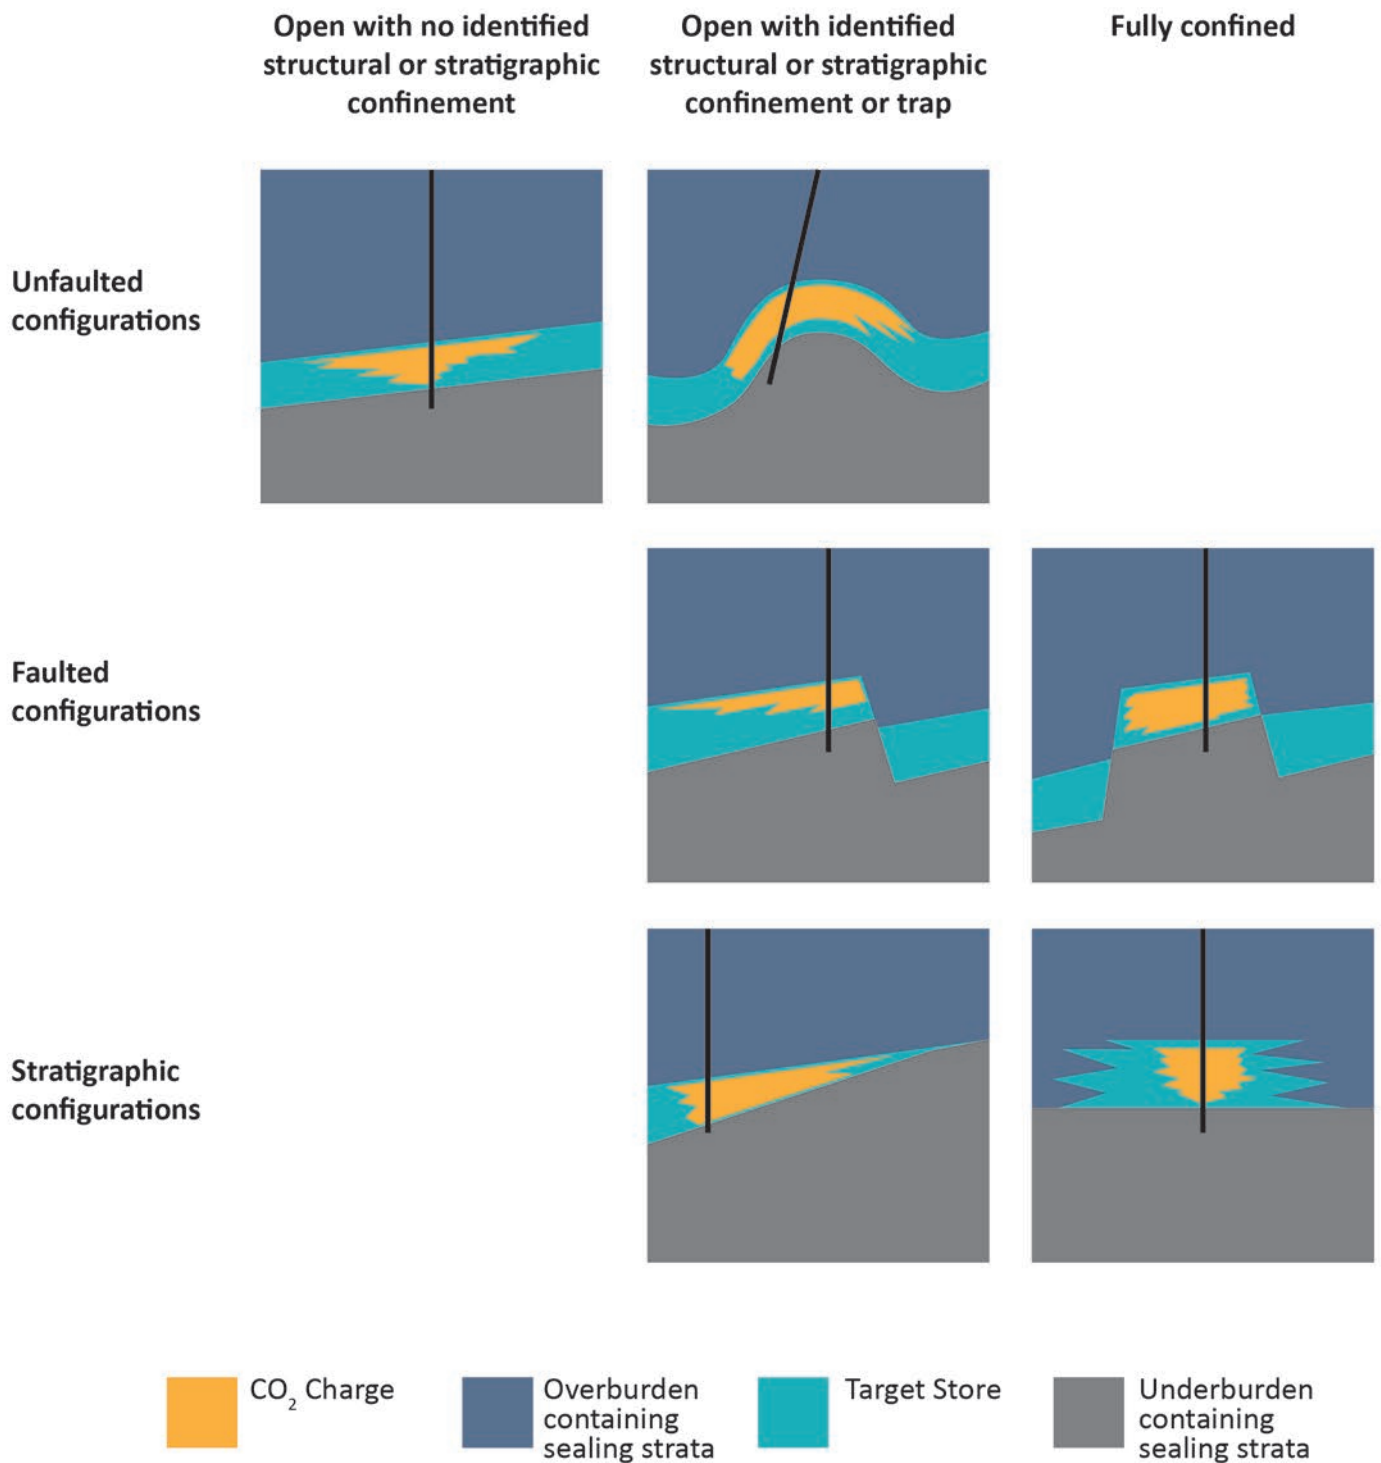 Open with no identified
structural or stratigraphic
confinement
Open with identified
structural or stratigraphic
confinement or trap
Fully confined
Unfaulted
configurations
Faulted
configurations
Stratigraphic
configurations
CO₂ Charge
Overburden
containing
sealing strata
Target Store
Underburden
containing
sealing strata